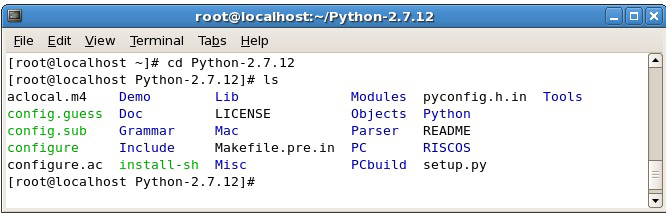 root@localhost:~/Python-2.7.12
File Edit View Terminal Tabs Help
[root@localhost ~]# cd Python-2.7.12
[root@localhost Python-2.7.12]# ls
aclocal.m4 Demo Lib Modules pyconfig.h.in Tools
config.guess Doc LICENSE Objects Python
config.sub Grammar Mac Parser README
configure Include Makefile.pre.in PC RISCOS
configure.ac install-sh Misc PCbuild setup.py
[root@localhost Python-2.7.12]#